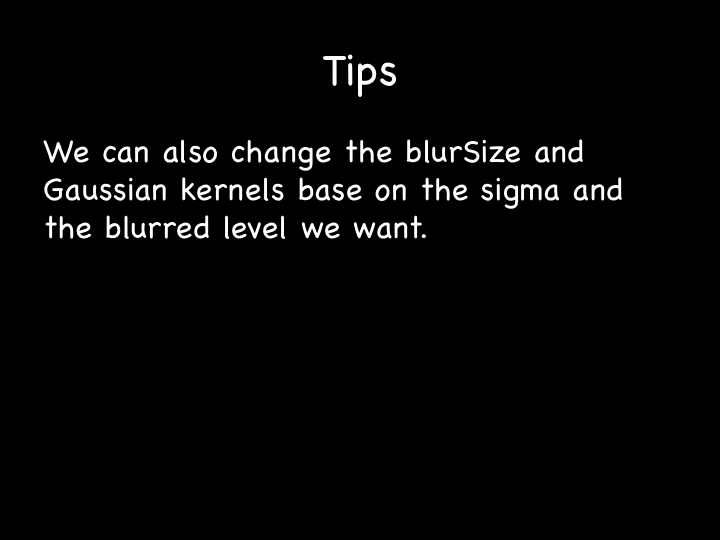 Tips
We can also change the blurSize and
Gaussian kernels base on the sigma and
the blurred level we want.